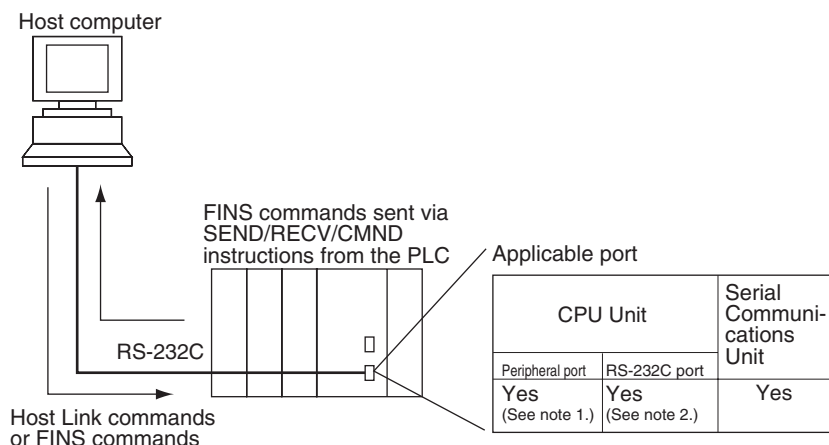 Host computer
FINS commands sent via
SEND/RECV/CMND
instructions from the PLC
Applicable port
RS-232C
Host Link commands
or FINS commands
CPU Unit
Serial
Communi-
cations
Unit
Peripheral port
RS-232C port
Yes
(See note 1.)
Yes
(See note 2.)
Yes